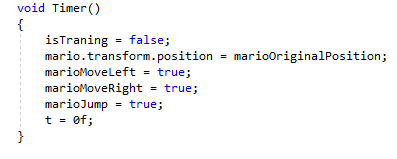 void Timer()
{
isTraning = false;
mario.transform.position = marioOriginalPosition;
marioMoveLeft = true;
marioMoveRight = true;
marioJump = true;
t = 0f;
}